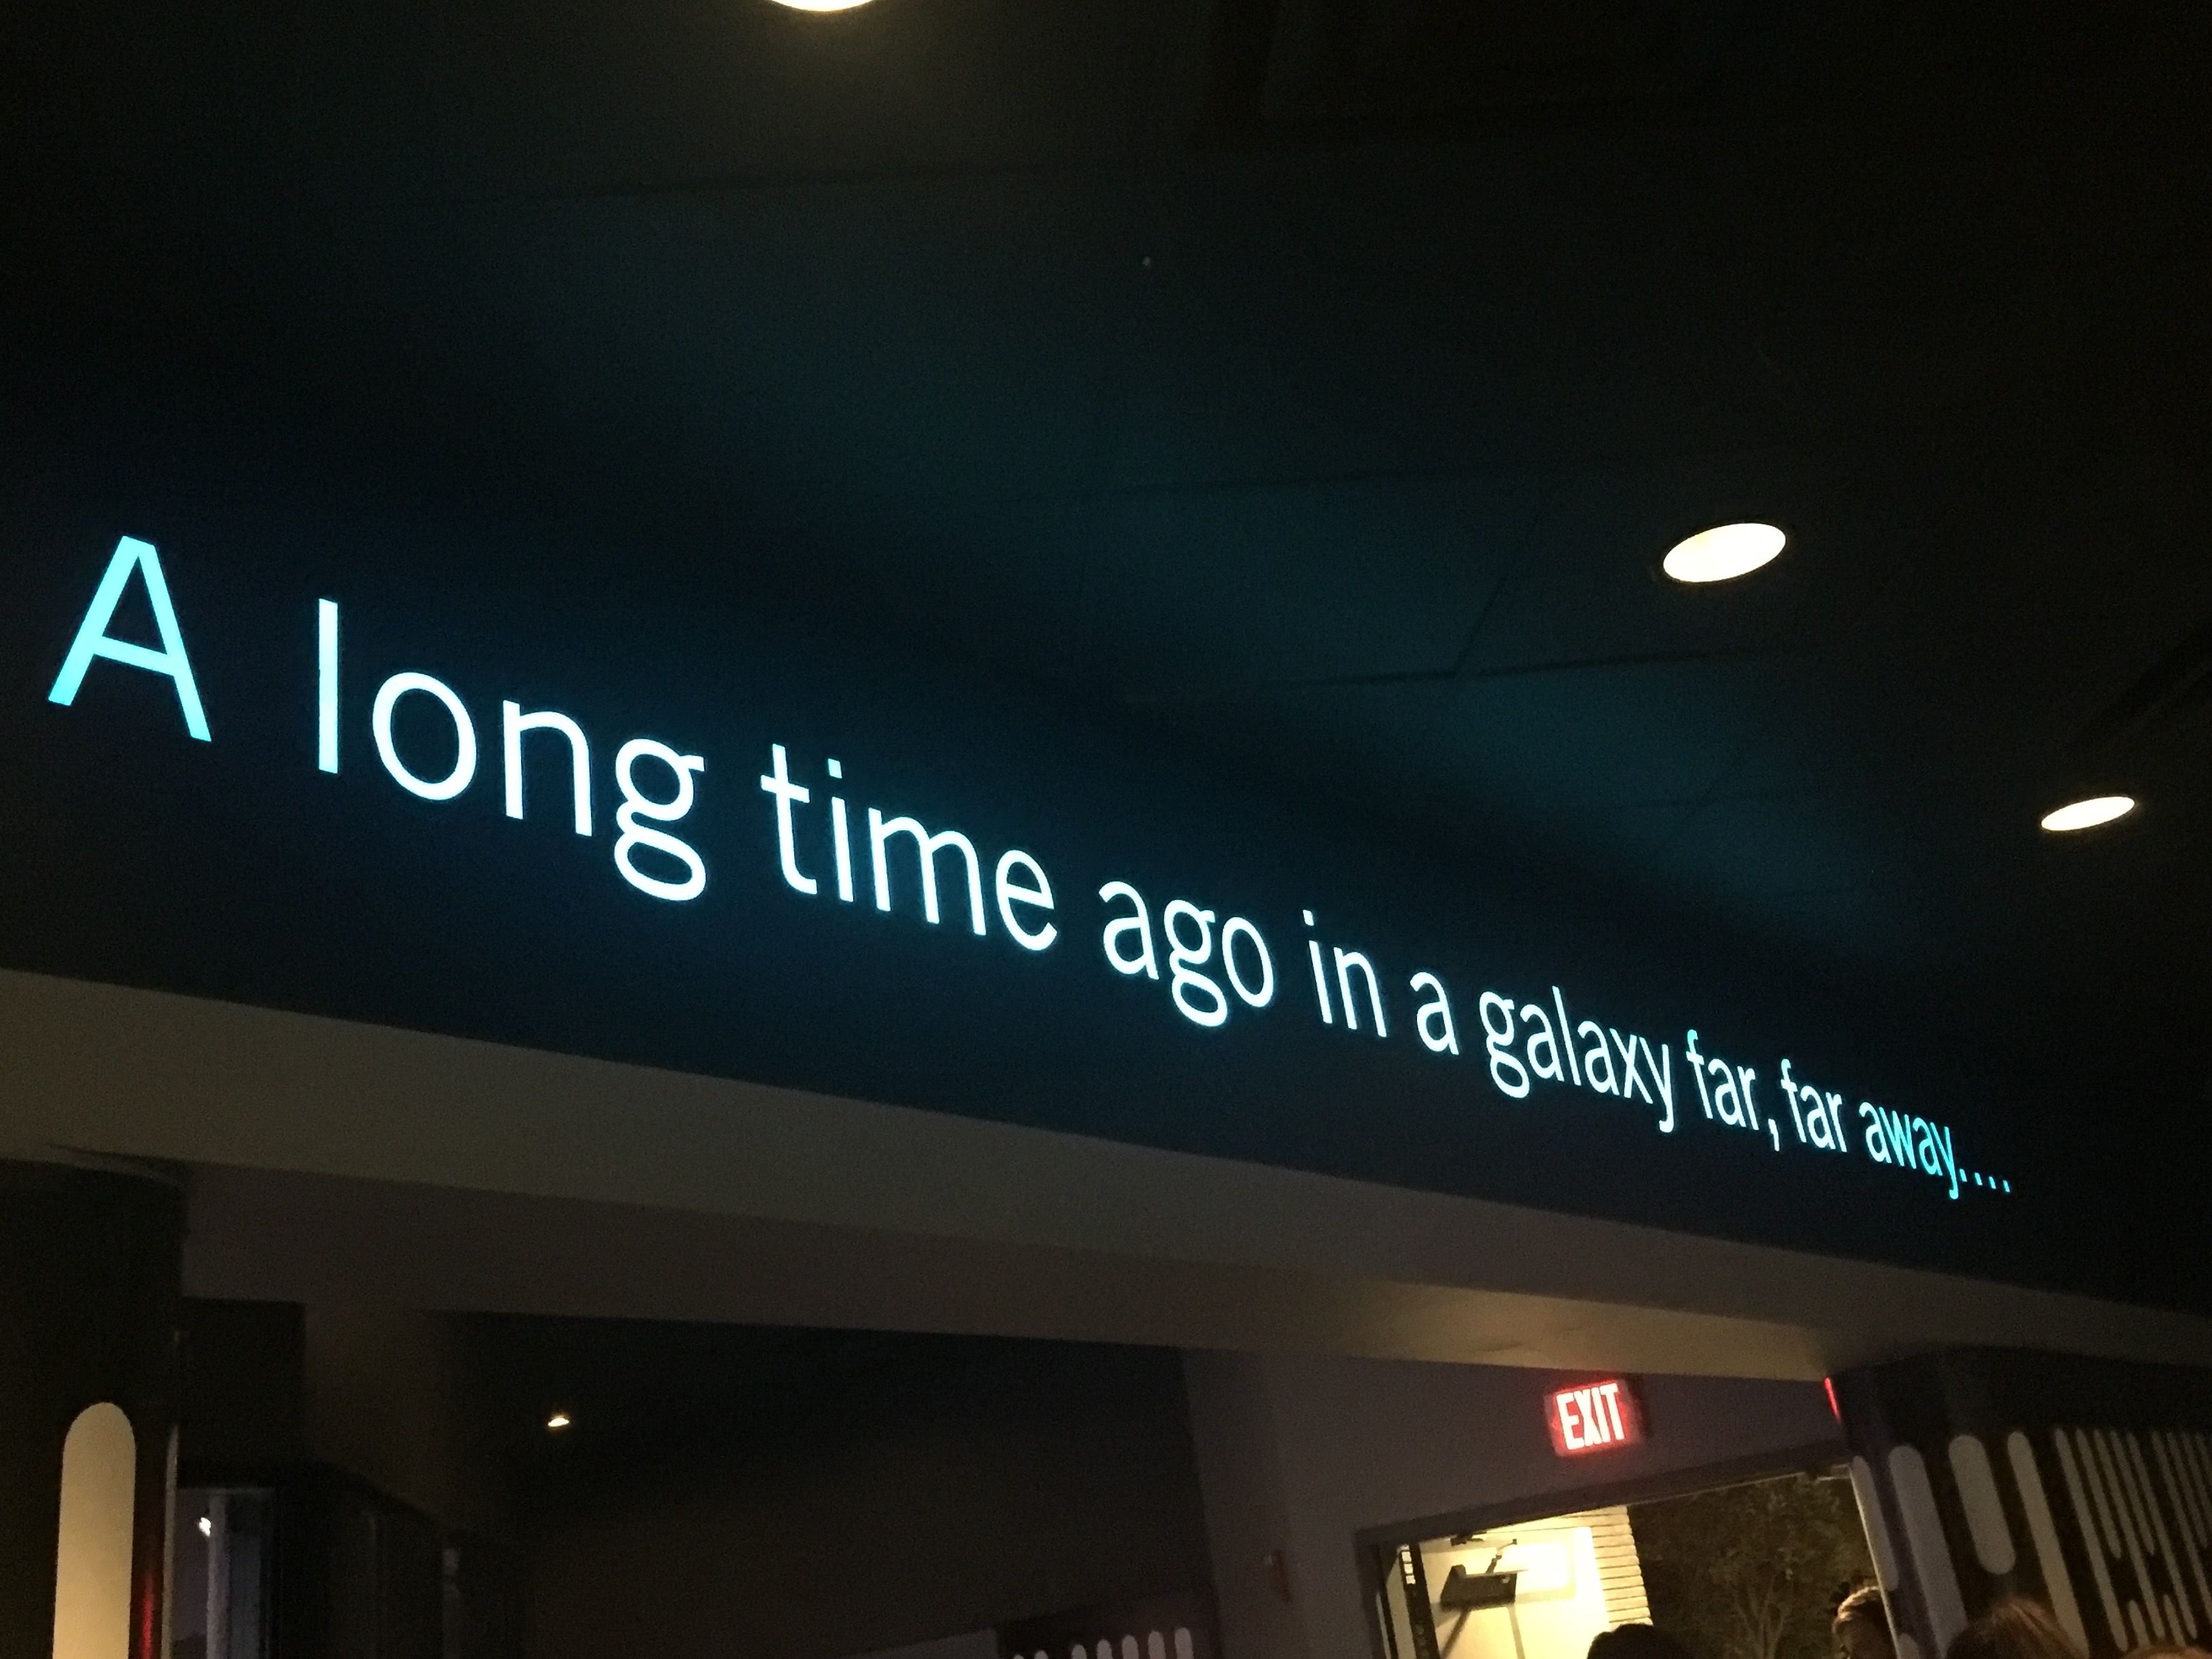 A long time ago in a galaxy far, far away....
EXIT